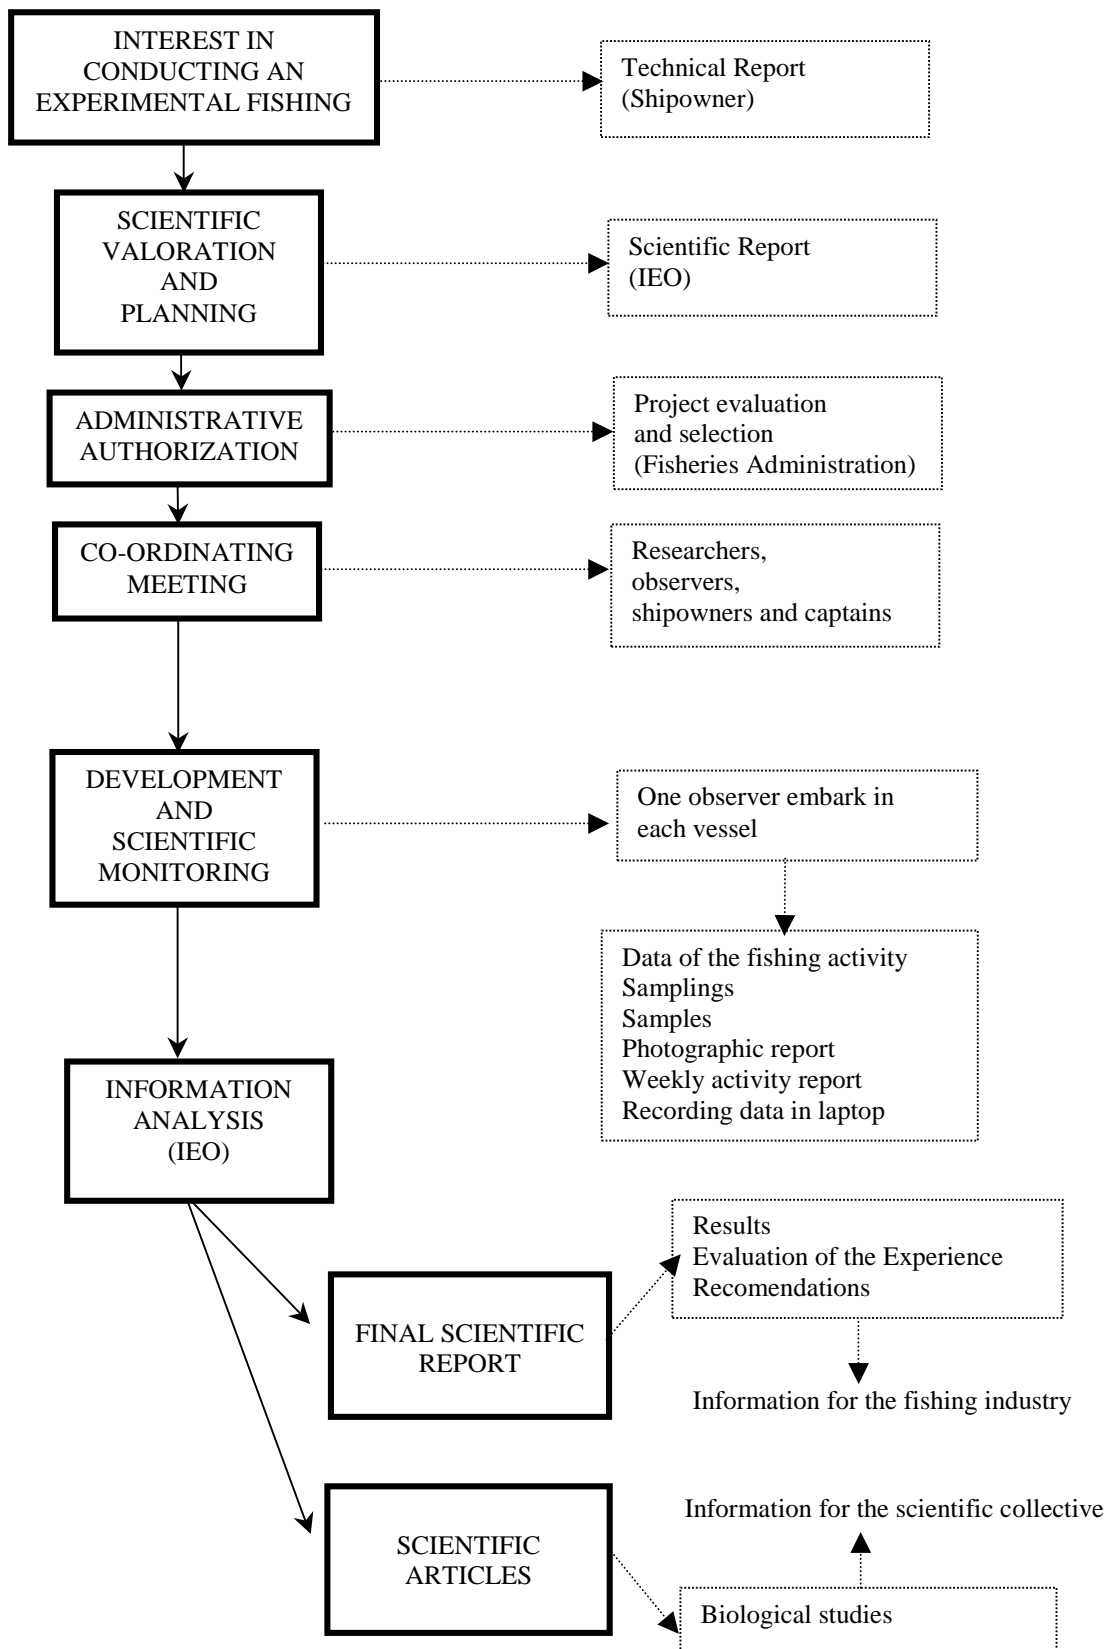 INTEREST IN
CONDUCTING AN
EXPERIMENTAL FISHING
Technical Report
(Shipowner)
SCIENTIFIC
VALORATION
AND
PLANNING
Scientific Report
(IEO)
ADMINISTRATIVE
AUTHORIZATION
Project evaluation
and selection
(Fisheries Administration)
CO-ORDINATING
MEETING
Researchers,
observers,
shipowners and captains
DEVELOPMENT
AND
SCIENTIFIC
MONITORING
One observer embark in
each vessel
Data of the fishing activity
Samplings
Samples
Photographic report
Weekly activity report
Recording data in laptop
INFORMATION
ANALYSIS
(IEO)
FINAL SCIENTIFIC
REPORT
Results
Evaluation of the Experience
Recomendations
Information for the fishing industry
SCIENTIFIC
ARTICLES
Information for the scientific collective
Biological studies